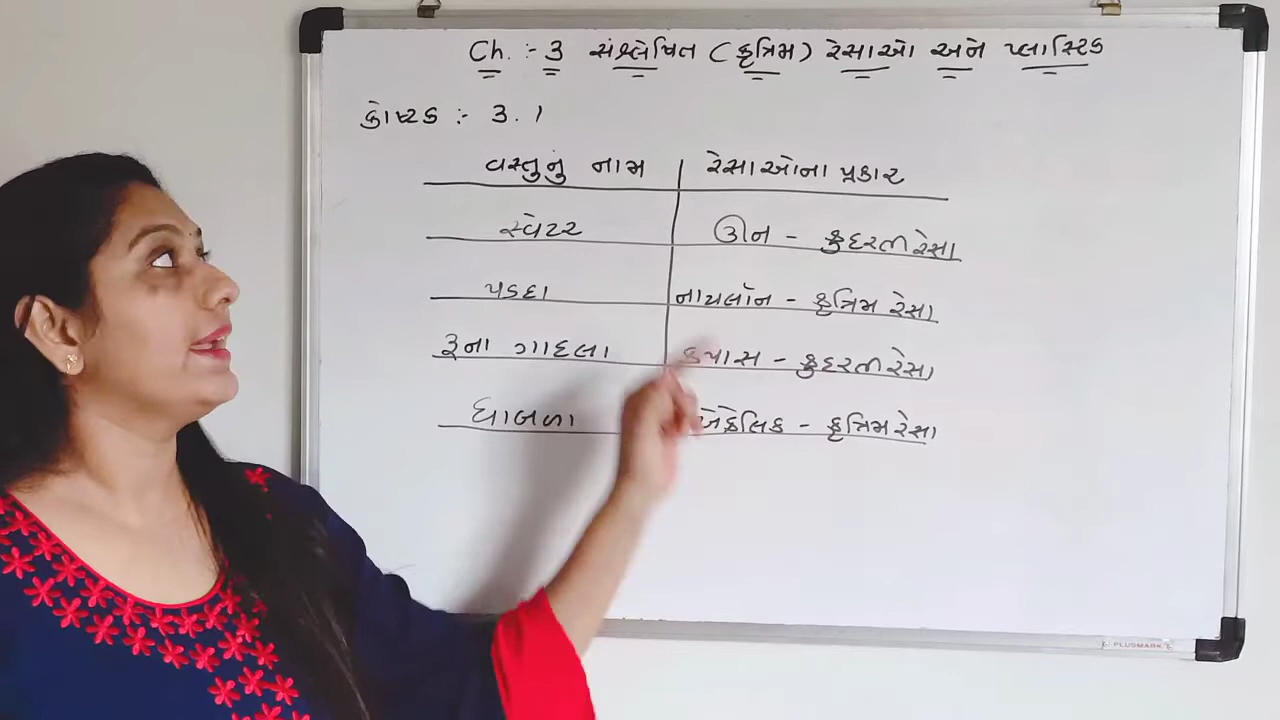 Ch. :- 3 સંશ્લેષિત (કૃત્રિમ) રેસાઓ અને પ્લાસ્ટિક
કોષ્ટક :- 3.1
વસ્તુનું નામ રેસાઓના પ્રકાર
સ્વેટર ઊન - કુદરતી રેસા
પડદા નાયલૉન - કૃત્રિમ રેસા
રૂના ગાદલા કપાસ - કુદરતી રેસા
ધાબળા એક્રેલિક - કૃત્રિમ રેસા
PLUSMARK